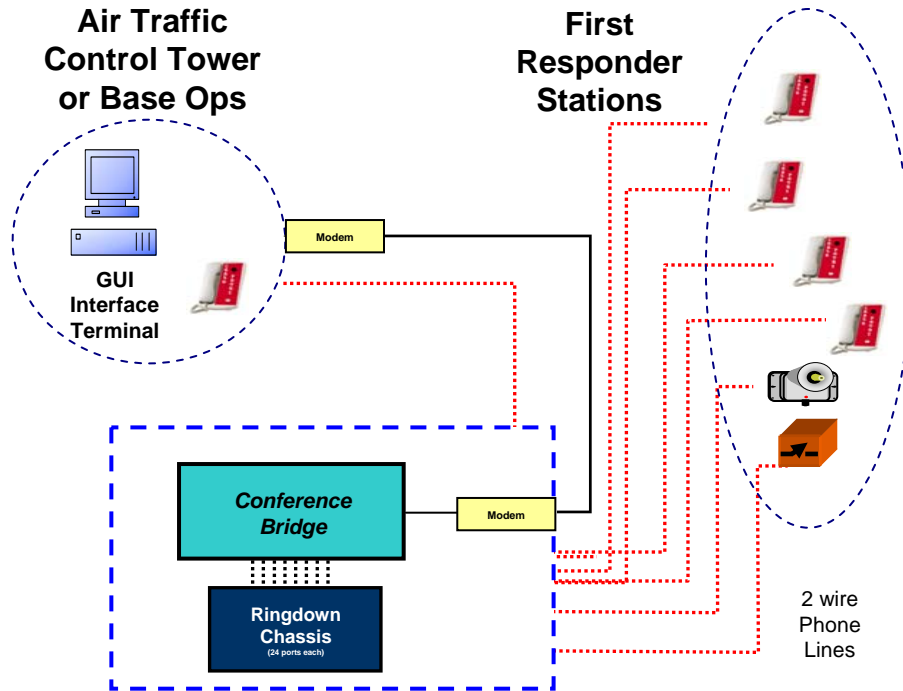 Air Traffic
Control Tower
or Base Ops
First
Responder
Stations
GUI
Interface
Terminal
Modem
Conference
Bridge
Modem
Ringdown
Chassis
(24 ports each)
2 wire
Phone
Lines